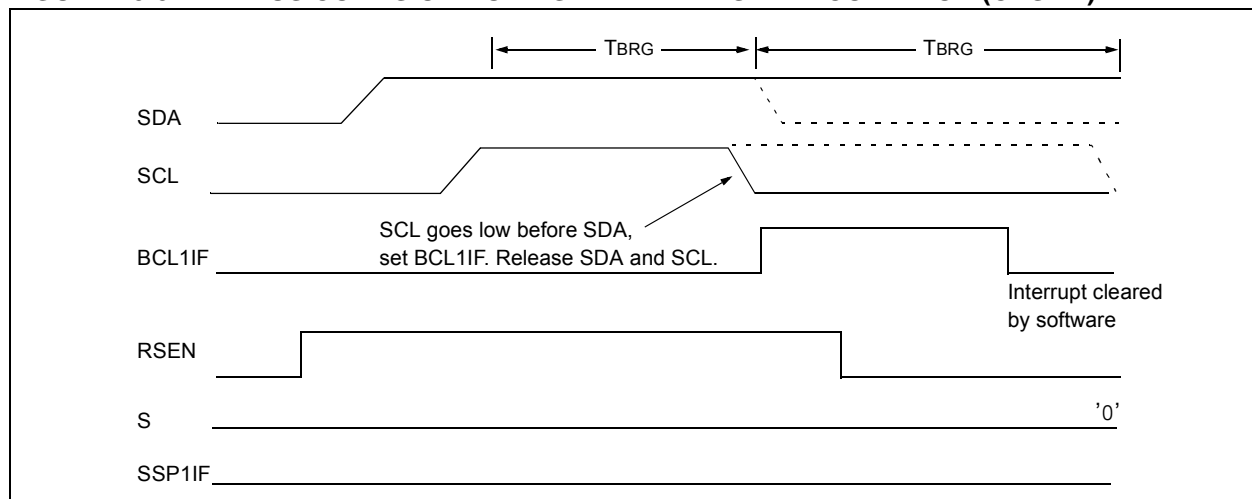 TBRG TBRG
SDA
SCL
SCL goes low before SDA,
set BCL1IF. Release SDA and SCL.
BCL1IF
Interrupt cleared
by software
RSEN
S '0'
SSP1IF